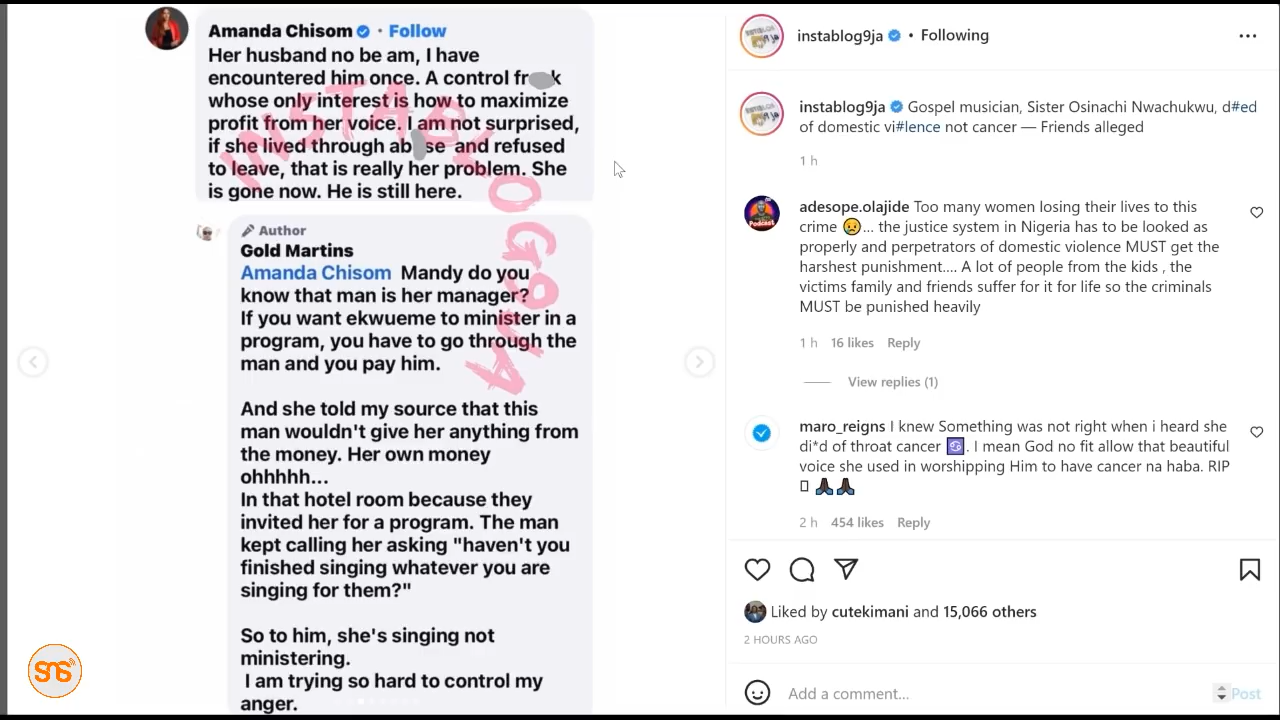 Amanda Chisom • Follow
Her husband no be am, I have
encountered him once. A control fr k
whose only interest is how to maximize
profit from her voice. I am not surprised,
if she lived through ab se and refused
to leave, that is really her problem. She
is gone now. He is still here.
Author
Gold Martins
Amanda Chisom Mandy do you
know that man is her manager?
If you want ekwueme to minister in a
program, you have to go through the
man and you pay him.
And she told my source that this
man wouldn't give her anything from
the money. Her own money
ohhhhh...
In that hotel room because they
invited her for a program. The man
kept calling her asking "haven't you
finished singing whatever you are
singing for them?"
So to him, she's singing not
ministering.
I am trying so hard to control my
anger.
INSTABLOG9JA
SNS
instablog9ja • Following
instablog9ja Gospel musician, Sister Osinachi Nwachukwu, d#ed
of domestic vi#lence not cancer — Friends alleged
1 h
adesope.olajide Too many women losing their lives to this
crime 😥... the justice system in Nigeria has to be looked as
properly and perpetrators of domestic violence MUST get the
harshest punishment.... A lot of people from the kids , the
victims family and friends suffer for it for life so the criminals
MUST be punished heavily
1 h 16 likes Reply
View replies (1)
maro_reigns I knew Something was not right when i heard she
di*d of throat cancer ♋. I mean God no fit allow that beautiful
voice she used in worshipping Him to have cancer na haba. RIP
🙏🏿🙏🏿
2 h 454 likes Reply
Liked by cutekimani and 15,066 others
2 HOURS AGO
Add a comment...
Post